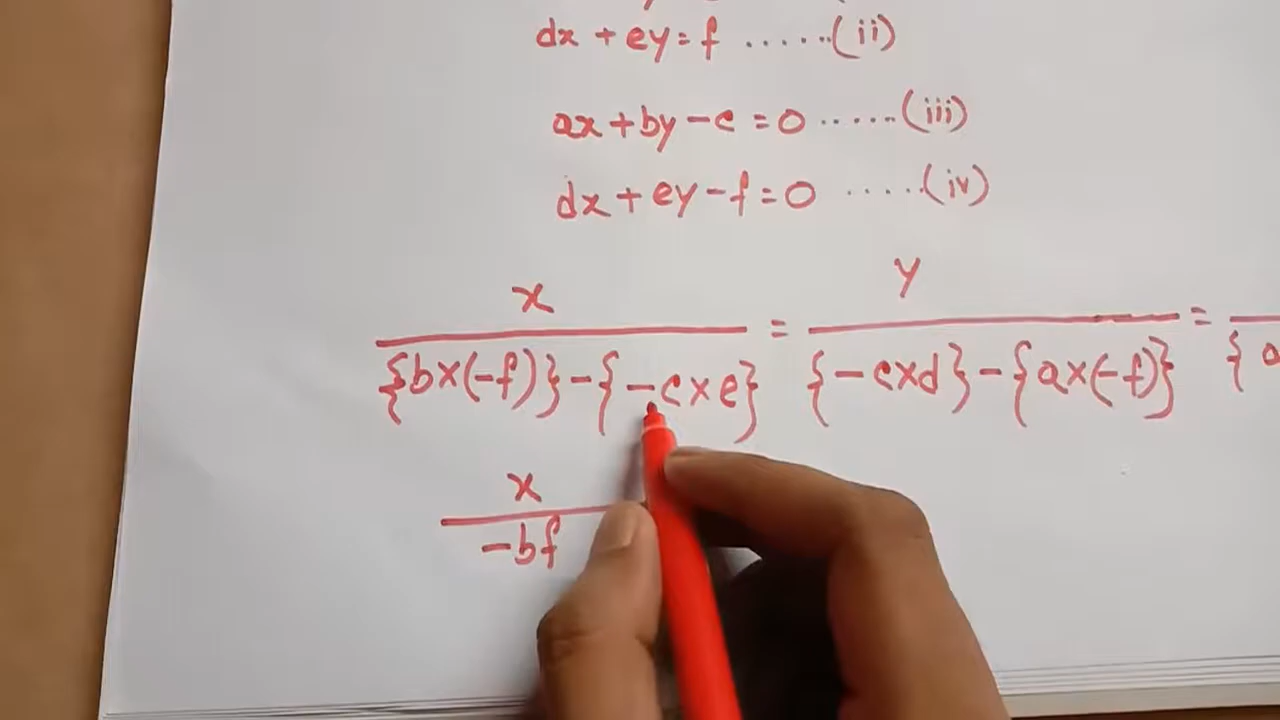 dx + ey = f ......(ii)
ax + by - c = 0 .....(iii)
dx + ey - f = 0 .....(iv)
x y
{b×(-f)} - {-c×e} = {-c×d} - {a×(-f)} = {a
x
-bf